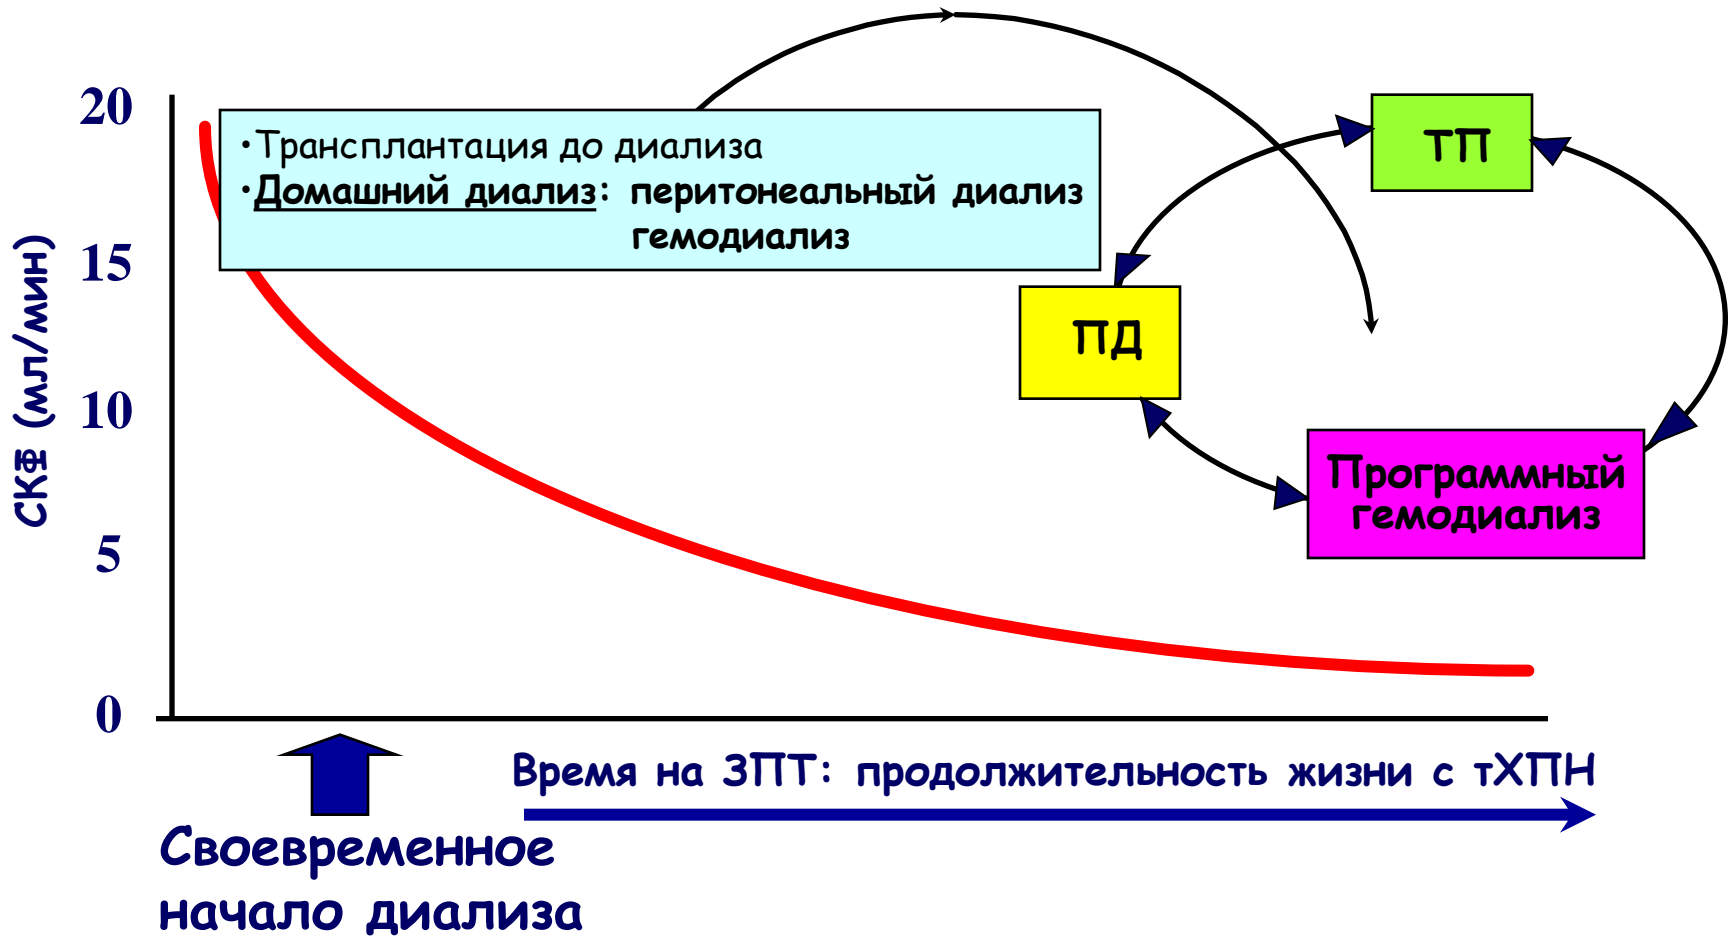 20
15
10
5
0
СКФ (мл/мин)
•Трансплантация до диализа
•Домашний диализ: перитонеальный диализ
гемодиализ
ТП
ПД
Программный
гемодиализ
Время на ЗПТ: продолжительность жизни с тХПН
Своевременное
начало диализа